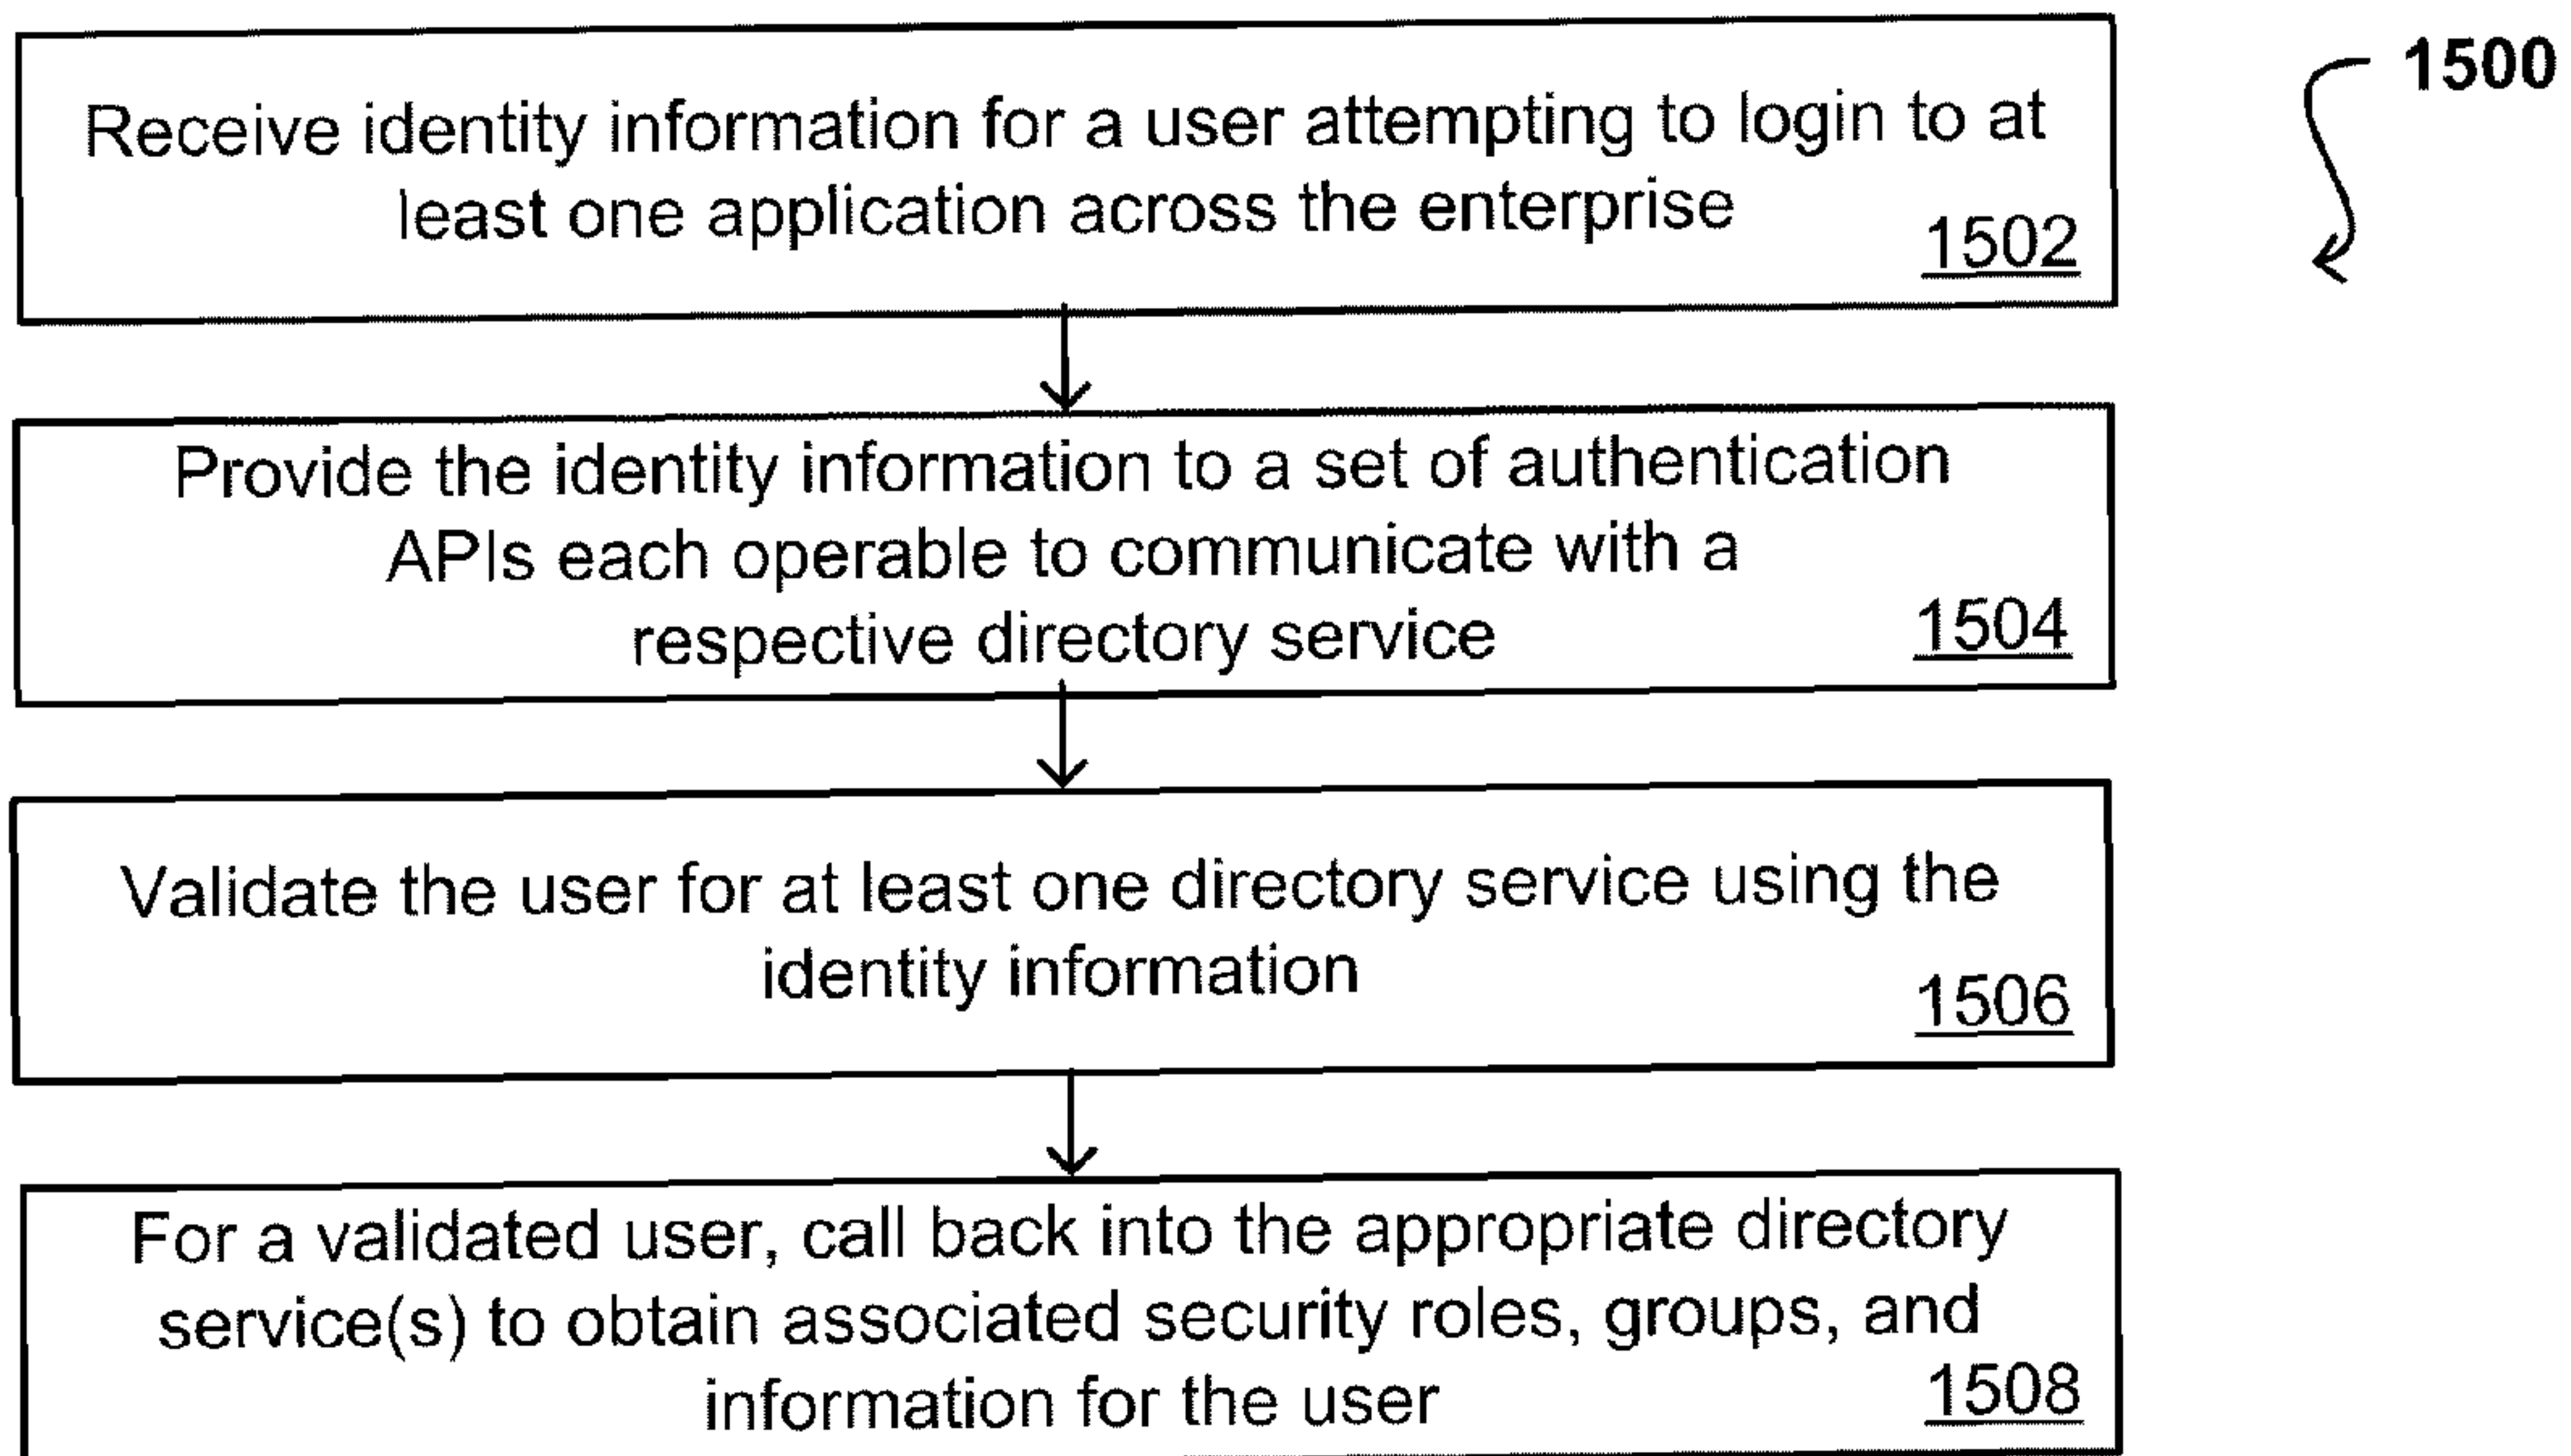 1500
Receive identity information for a user attempting to login to at
least one application across the enterprise
1502
Provide the identity information to a set of authentication
APIs each operable to communicate with a
respective directory service
1504
Validate the user for at least one directory service using the
identity information
1506
For a validated user, call back into the appropriate directory
service(s) to obtain associated security roles, groups, and
information for the user
1508